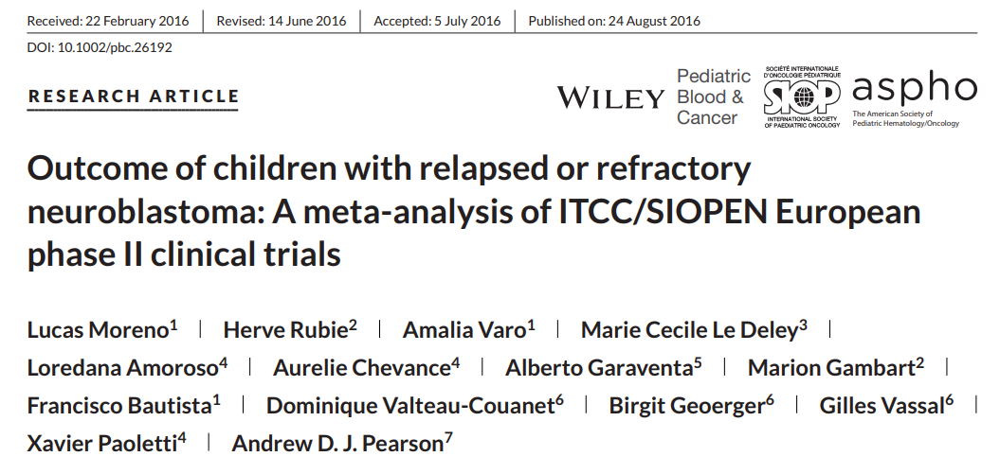 Received: 22 February 2016 Revised: 14 June 2016 Accepted: 5 July 2016 Published on: 24 August 2016
DOI: 10.1002/pbc.26192
RESEARCH ARTICLE
WILEY
Pediatric
Blood &
Cancer
SOCIÉTÉ INTERNATIONALE
D'ONCOLOGIE PÉDIATRIQUE
SIOP
INTERNATIONAL SOCIETY
OF PAEDIATRIC ONCOLOGY
aspho
The American Society of
Pediatric Hematology/Oncology
Outcome of children with relapsed or refractory
neuroblastoma: A meta-analysis of ITCC/SIOPEN European
phase II clinical trials
Lucas Moreno¹ | Herve Rubie² | Amalia Varo¹ | Marie Cecile Le Deley³ |
Loredana Amoroso⁴ | Aurelie Chevance⁴ | Alberto Garaventa⁵ | Marion Gambart² |
Francisco Bautista¹ | Dominique Valteau-Couanet⁶ | Birgit Geoerger⁶ | Gilles Vassal⁶ |
Xavier Paoletti⁴ | Andrew D. J. Pearson⁷